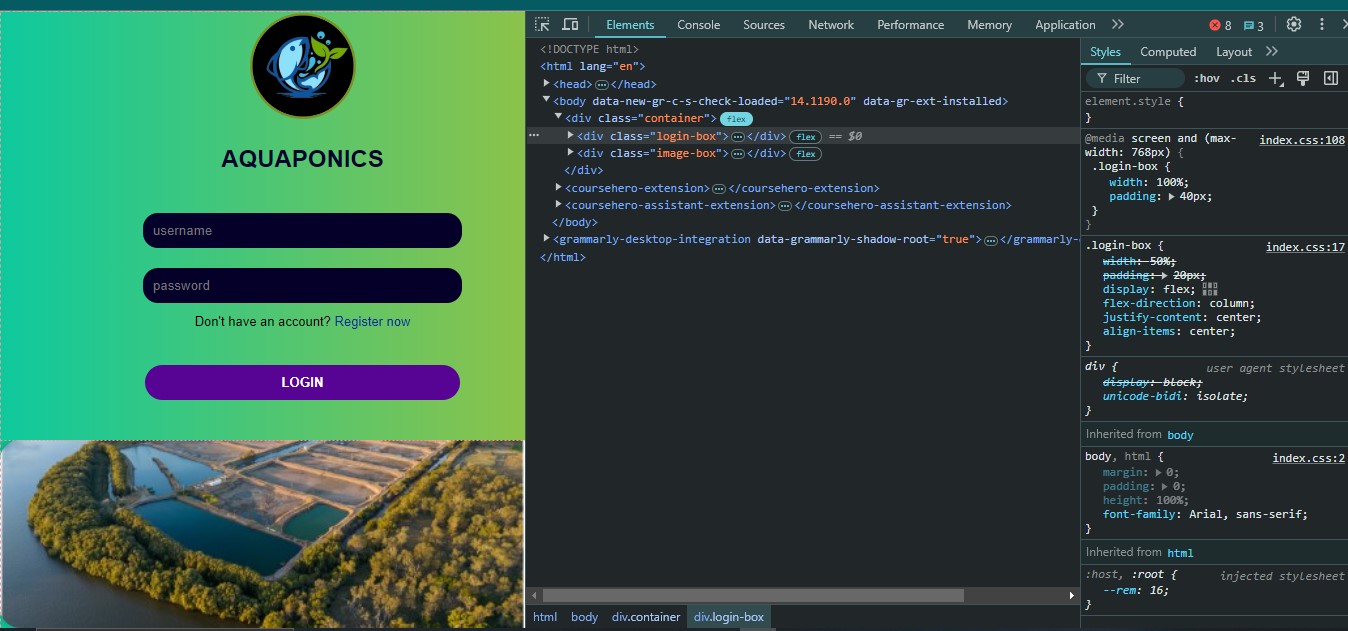 AQUAPONICS
username
password
Don't have an account? Register now
LOGIN
Elements Console Sources Network Performance Memory Application 8 3
<!DOCTYPE html>
<html lang="en">
<head>…</head>
<body data-new-gr-c-s-check-loaded="14.1190.0" data-gr-ext-installed>
<div class="container"> flex
… <div class="login-box">…</div> flex == $0
<div class="image-box">…</div> flex
</div>
<coursehero-extension>…</coursehero-extension>
<coursehero-assistant-extension>…</coursehero-assistant-extension>
</body>
<grammarly-desktop-integration data-grammarly-shadow-root="true">…</grammarly-
</html>
html body div.container div.login-box
Styles Computed Layout
Filter :hov .cls
element.style {
}
@media screen and (max- index.css:108
width: 768px) {
.login-box {
width: 100%;
padding: 40px;
}
}
.login-box { index.css:17
width: 50%;
padding: 20px;
display: flex;
flex-direction: column;
justify-content: center;
align-items: center;
}
div { user agent stylesheet
display: block;
unicode-bidi: isolate;
}
Inherited from body
body, html { index.css:2
margin: 0;
padding: 0;
height: 100%;
font-family: Arial, sans-serif;
}
Inherited from html
:host, :root { injected stylesheet
--rem: 16;
}